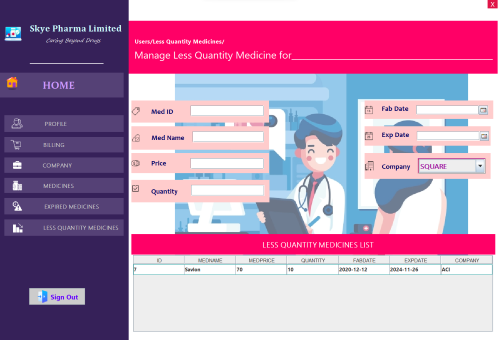 X
Skye Pharma Limited
Caring Beyond Drugs
HOME
PROFILE
BILLING
COMPANY
MEDICINES
EXPIRED MEDICINES
LESS QUANTITY MEDICINES
Sign Out
Users/Less Quantity Medicines/
Manage Less Quantity Medicine for
Med ID
Med Name
Price
Quantity
Fab Date
Exp Date
Company SQUARE
LESS QUANTITY MEDICINES LIST
ID MEDNAME MEDPRICE QUANTITY FABDATE EXPDATE COMPANY
7 Savlon 70 10 2020-12-12 2024-11-26 ACI